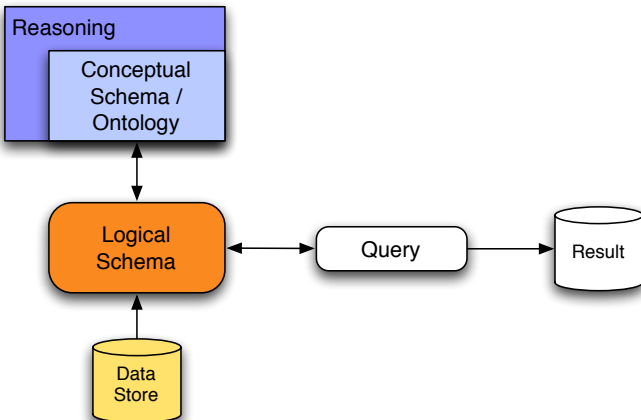 Reasoning
Conceptual
Schema /
Ontology
Logical
Schema
Query
Result
Data
Store